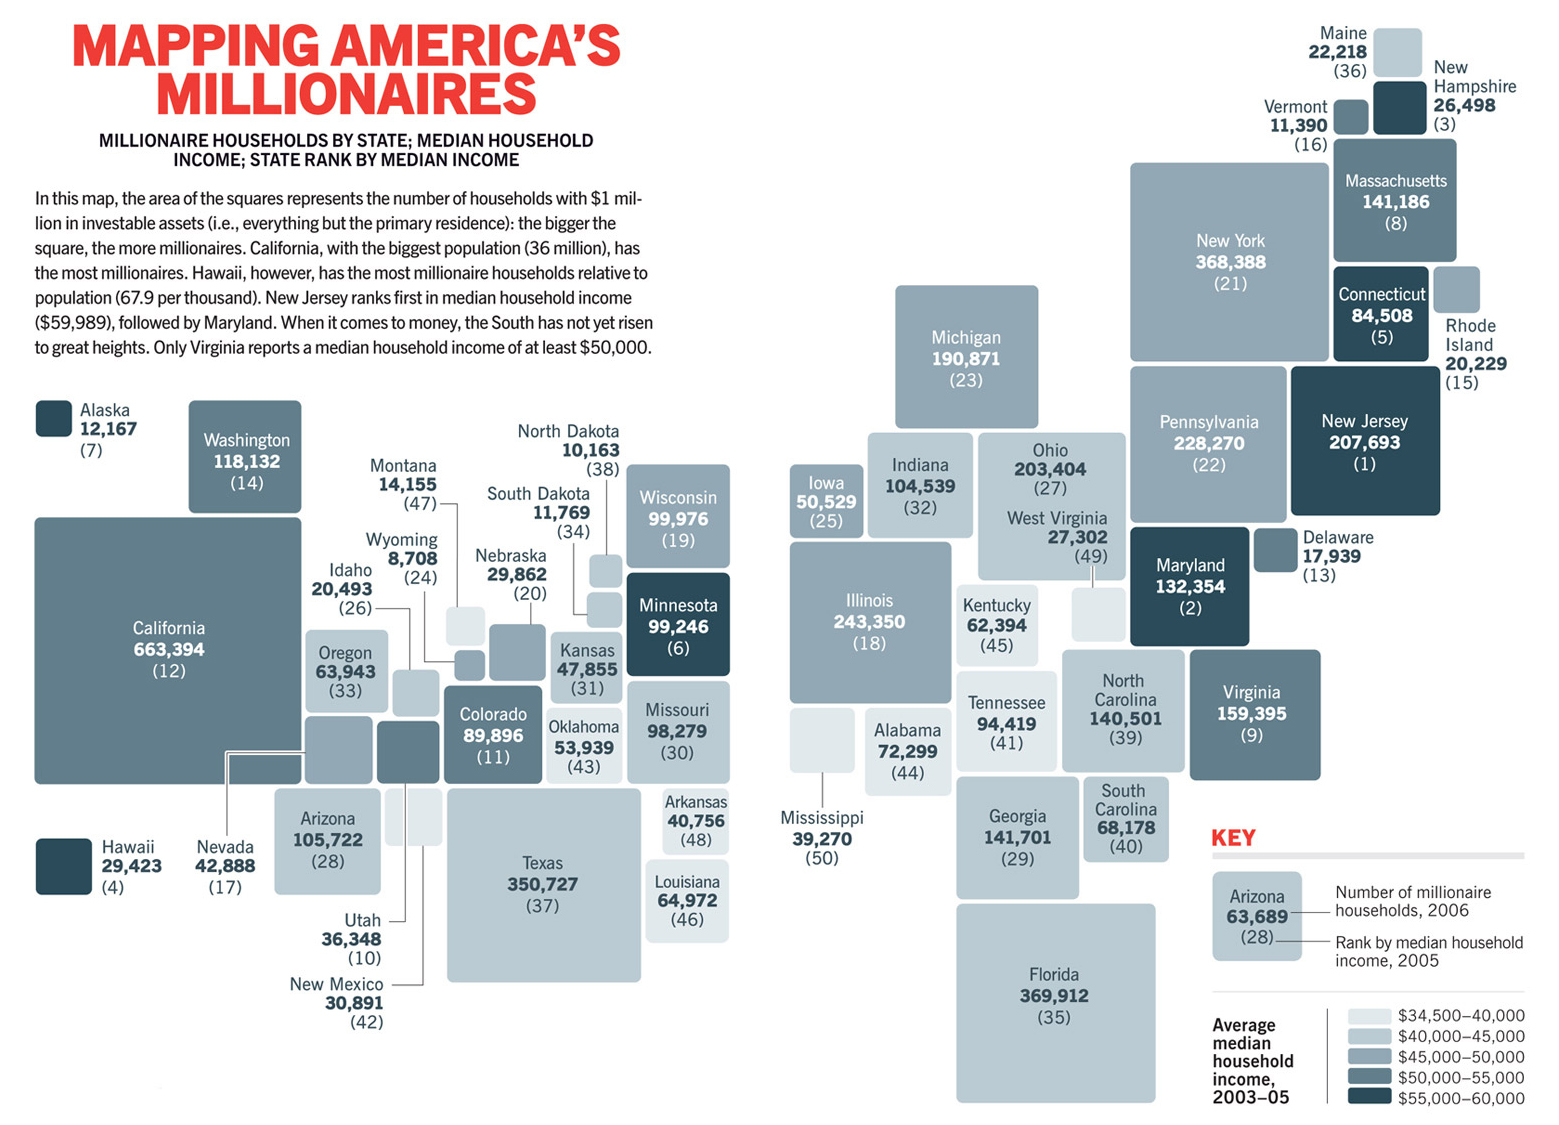 MAPPING AMERICA'S
MILLIONAIRES
MILLIONAIRE HOUSEHOLDS BY STATE; MEDIAN HOUSEHOLD
INCOME; STATE RANK BY MEDIAN INCOME
In this map, the area of the squares represents the number of households with $1 mil-
lion in investable assets (i.e., everything but the primary residence): the bigger the
square, the more millionaires. California, with the biggest population (36 million), has
the most millionaires. Hawaii, however, has the most millionaire households relative to
population (67.9 per thousand). New Jersey ranks first in median household income
($59,989), followed by Maryland. When it comes to money, the South has not yet risen
to great heights. Only Virginia reports a median household income of at least $50,000.
Alaska
12,167
(7)
Washington
118,132
(14)
California
663,394
(12)
Hawaii
29,423
(4)
Nevada
42,888
(17)
Oregon
63,943
(33)
Idaho
20,493
(26)
Wyoming
8,708
(24)
Montana
14,155
(47)
North Dakota
10,163
(38)
South Dakota
11,769
(34)
Nebraska
29,862
(20)
Wisconsin
99,976
(19)
Minnesota
99,246
(6)
Kansas
47,855
(31)
Colorado
89,896
(11)
Oklahoma
53,939
(43)
Missouri
98,279
(30)
Arizona
105,722
(28)
Utah
36,348
(10)
New Mexico
30,891
(42)
Texas
350,727
(37)
Arkansas
40,756
(48)
Louisiana
64,972
(46)
Maine
22,218
(36)
New
Hampshire
26,498
(3)
Vermont
11,390
(16)
Massachusetts
141,186
(8)
New York
368,388
(21)
Connecticut
84,508
(5)
Rhode
Island
20,229
(15)
Michigan
190,871
(23)
Pennsylvania
228,270
(22)
New Jersey
207,693
(1)
Iowa
50,529
(25)
Indiana
104,539
(32)
Ohio
203,404
(27)
West Virginia
27,302
(49)
Maryland
132,354
(2)
Delaware
17,939
(13)
Illinois
243,350
(18)
Kentucky
62,394
(45)
Tennessee
94,419
(41)
North
Carolina
140,501
(39)
Virginia
159,395
(9)
Mississippi
39,270
(50)
Alabama
72,299
(44)
Georgia
141,701
(29)
South
Carolina
68,178
(40)
Florida
369,912
(35)
KEY
Arizona
63,689
(28)
Number of millionaire
households, 2006
Rank by median household
income, 2005
Average
median
household
income,
2003–05
$34,500–40,000
$40,000–45,000
$45,000–50,000
$50,000–55,000
$55,000–60,000